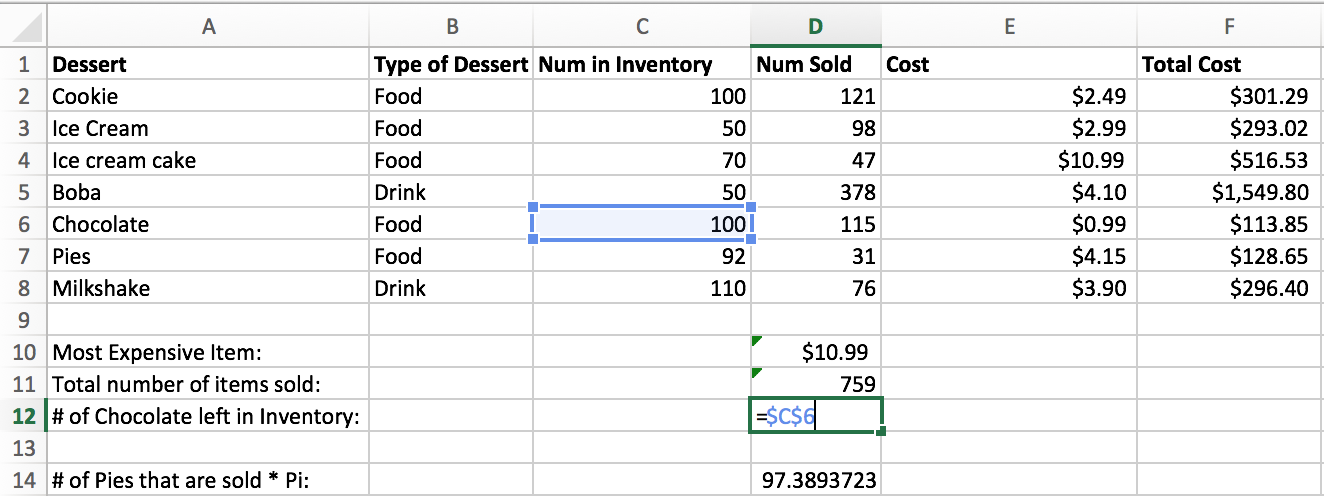 A B C D E F
1 Dessert Type of Dessert Num in Inventory Num Sold Cost Total Cost
2 Cookie Food 100 121 $2.49 $301.29
3 Ice Cream Food 50 98 $2.99 $293.02
4 Ice cream cake Food 70 47 $10.99 $516.53
5 Boba Drink 50 378 $4.10 $1,549.80
6 Chocolate Food 100 115 $0.99 $113.85
7 Pies Food 92 31 $4.15 $128.65
8 Milkshake Drink 110 76 $3.90 $296.40
9
10 Most Expensive Item: $10.99
11 Total number of items sold: 759
12 # of Chocolate left in Inventory: =$C$6
13
14 # of Pies that are sold * Pi: 97.3893723